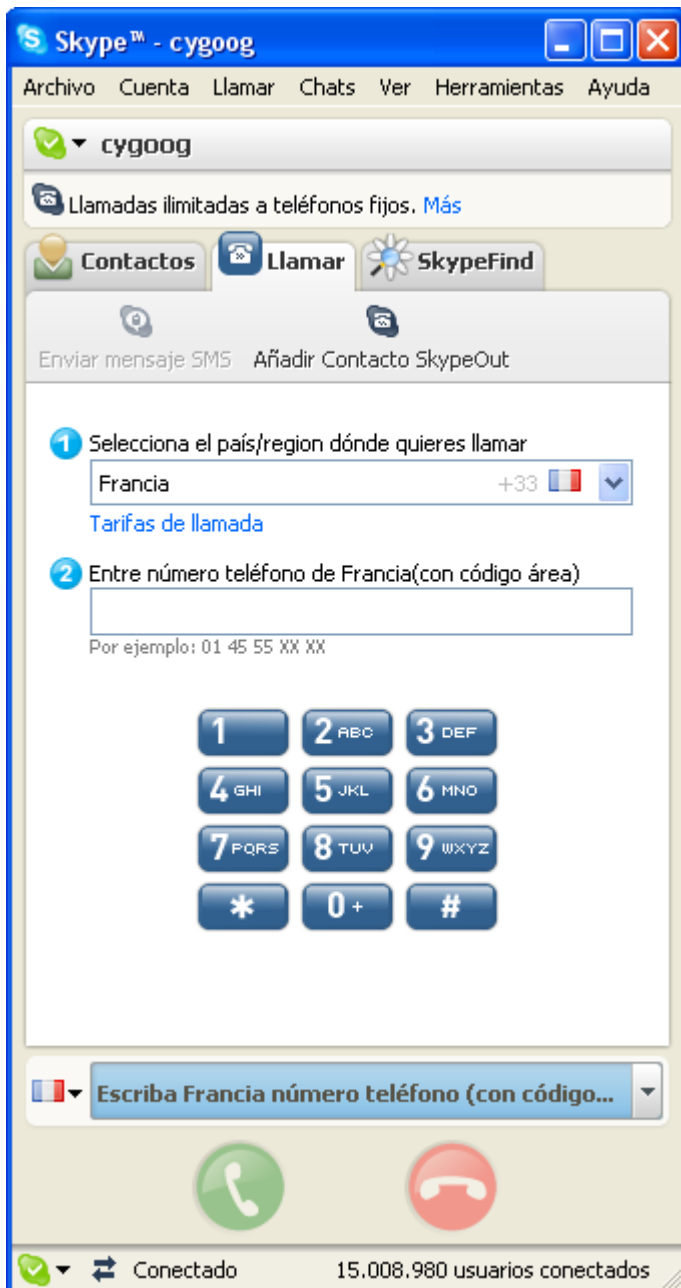 Skype™ - cygoog
Archivo Cuenta Llamar Chats Ver Herramientas Ayuda
cygoog
Llamadas ilimitadas a teléfonos fijos. Más
Contactos Llamar SkypeFind
Enviar mensaje SMS Añadir Contacto SkypeOut
1 Selecciona el país/region dónde quieres llamar
Francia +33
Tarifas de llamada
2 Entre número teléfono de Francia(con código área)
Por ejemplo: 01 45 55 XX XX
1 2 ABC 3 DEF
4 GHI 5 JKL 6 MNO
7 PQRS 8 TUV 9 WXYZ
* 0 + #
Escriba Francia número teléfono (con código...
Conectado 15.008.980 usuarios conectados